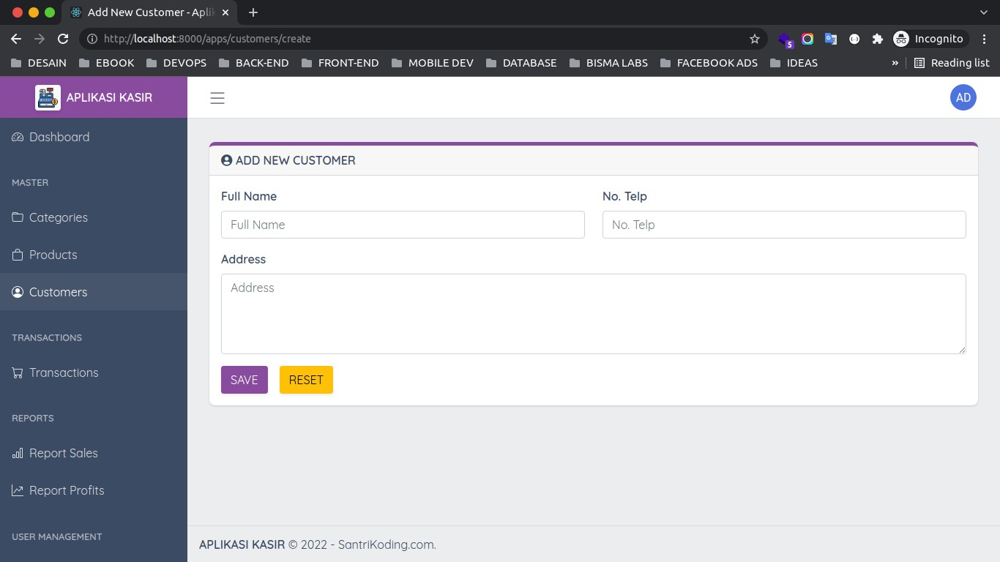 Add New Customer - Apli
http://localhost:8000/apps/customers/create
5
Incognito
DESAIN EBOOK DEVOPS BACK-END FRONT-END MOBILE DEV DATABASE BISMA LABS FACEBOOK ADS IDEAS » Reading list
APLIKASI KASIR
AD
Dashboard
MASTER
Categories
Products
Customers
TRANSACTIONS
Transactions
REPORTS
Report Sales
Report Profits
USER MANAGEMENT
ADD NEW CUSTOMER
Full Name
Full Name
No. Telp
No. Telp
Address
Address
SAVE
RESET
APLIKASI KASIR © 2022 - SantriKoding.com.